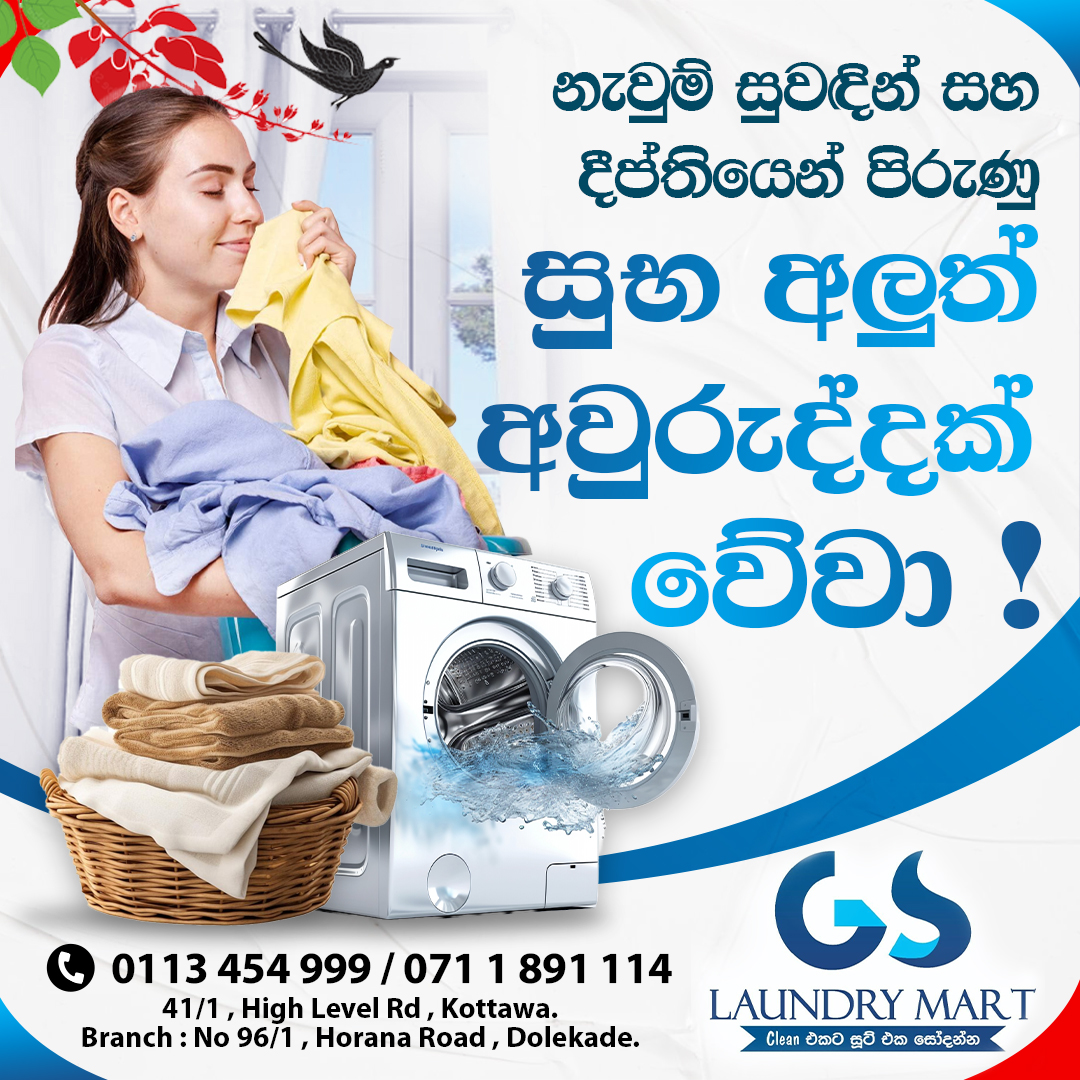 නැවුම් සුවඳින් සහ
දීප්තියෙන් පිරුණු
සුභ අලුත්
අවුරුද්දක්
වේවා !
0113 454 999 / 071 1 891 114
41/1 , High Level Rd , Kottawa.
Branch : No 96/1 , Horana Road , Dolekade.
GS
LAUNDRY MART
Clean එකට සූට් එක සෝදන්න